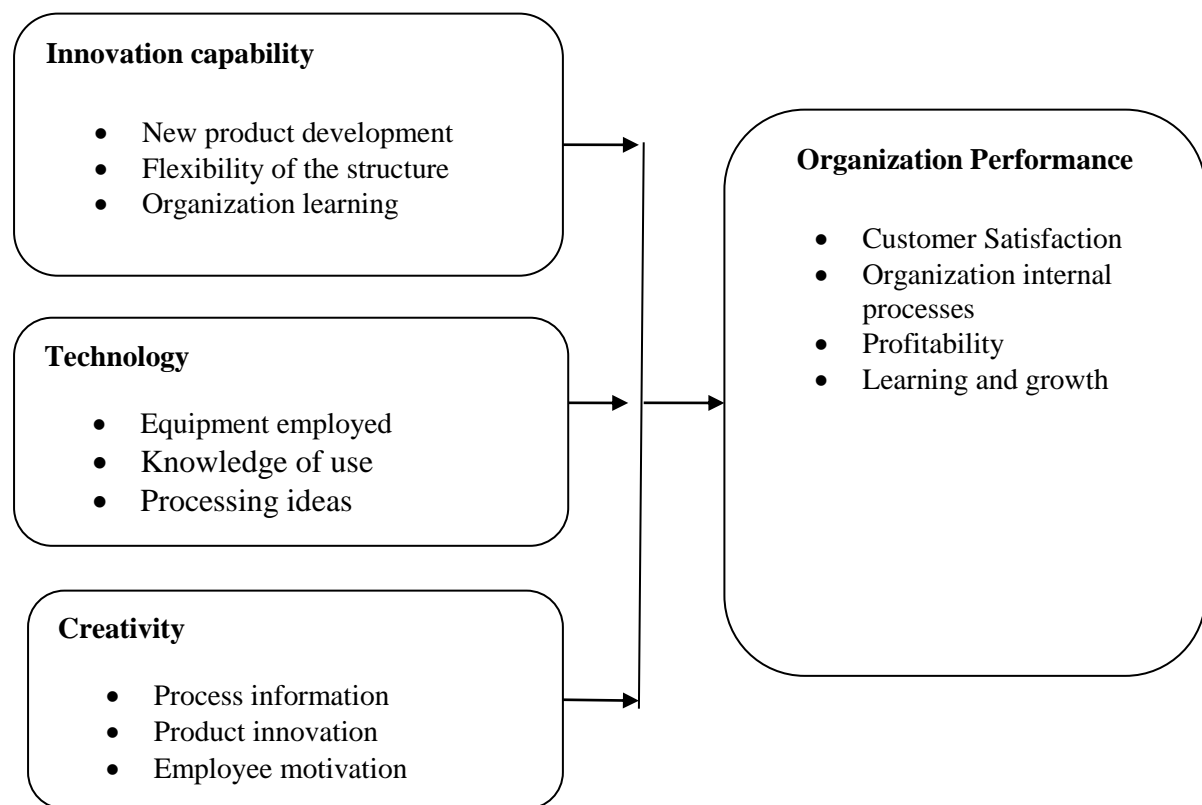 Innovation capability
• New product development
• Flexibility of the structure
• Organization learning
Technology
• Equipment employed
• Knowledge of use
• Processing ideas
Creativity
• Process information
• Product innovation
• Employee motivation
Organization Performance
• Customer Satisfaction
• Organization internal
processes
• Profitability
• Learning and growth